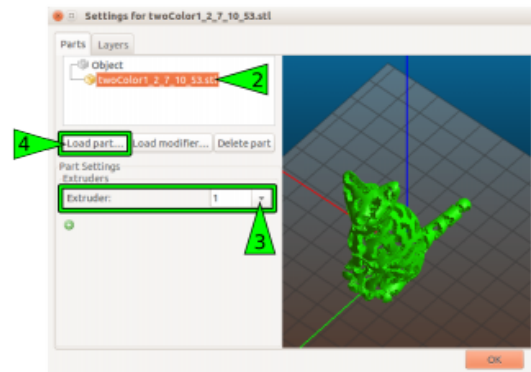 Settings for twoColor1_2_7_10_53.stl
Parts Layers
Object
twoColor1_2_7_10_53.stl
2
4
Load part... Load modifier... Delete part
Part Settings
Extruders
Extruder: 1
3
OK